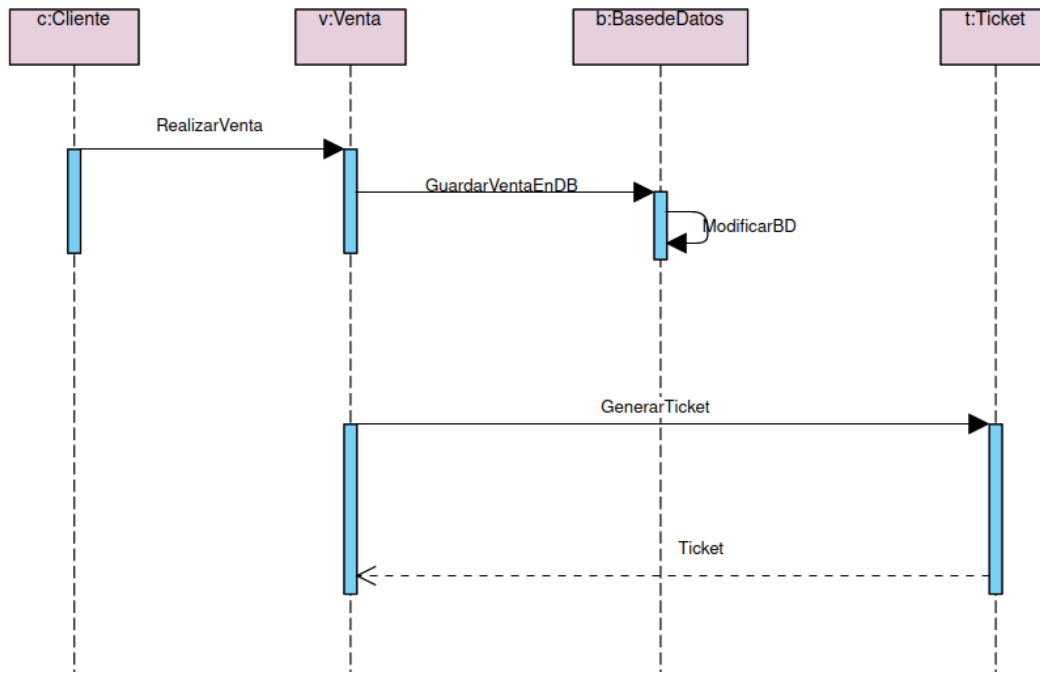 c:Cliente
v:Venta
b:BasedeDatos
t:Ticket
RealizarVenta
GuardarVentaEnDB
ModificarBD
GenerarTicket
Ticket